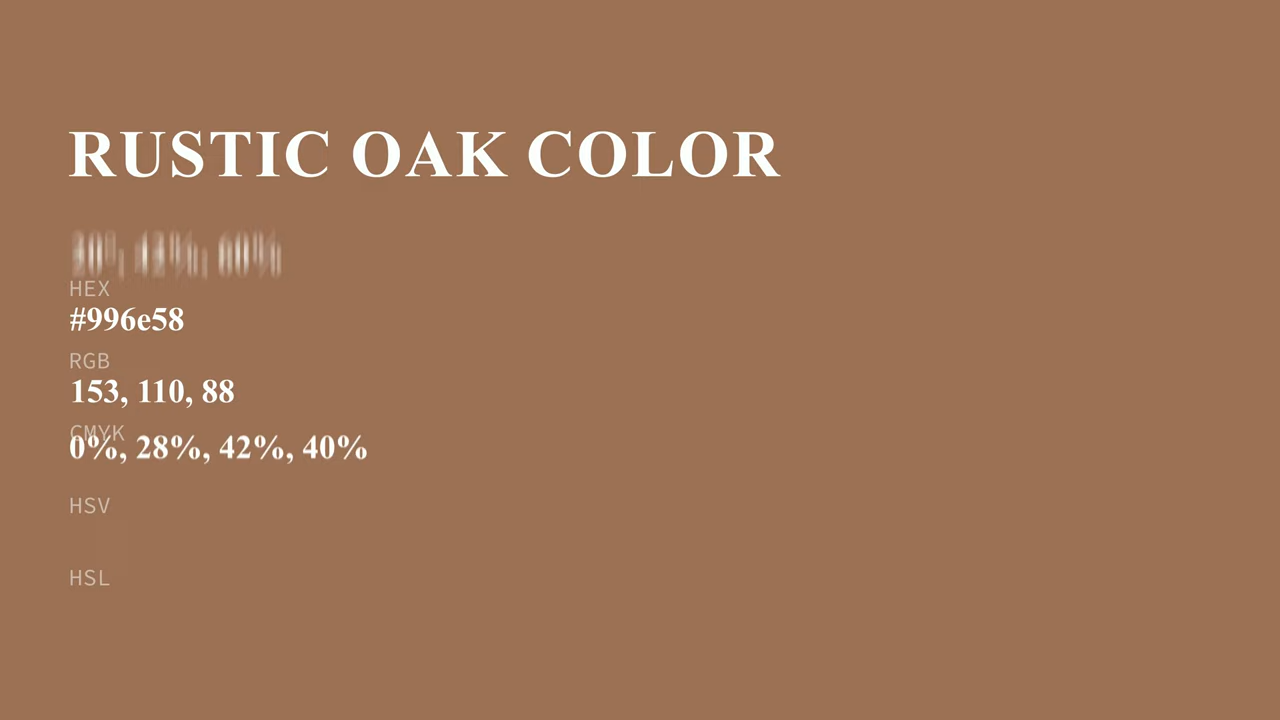 RUSTIC OAK COLOR
HEX
#996e58
RGB
153, 110, 88
CMYK
0%, 28%, 42%, 40%
HSV
HSL